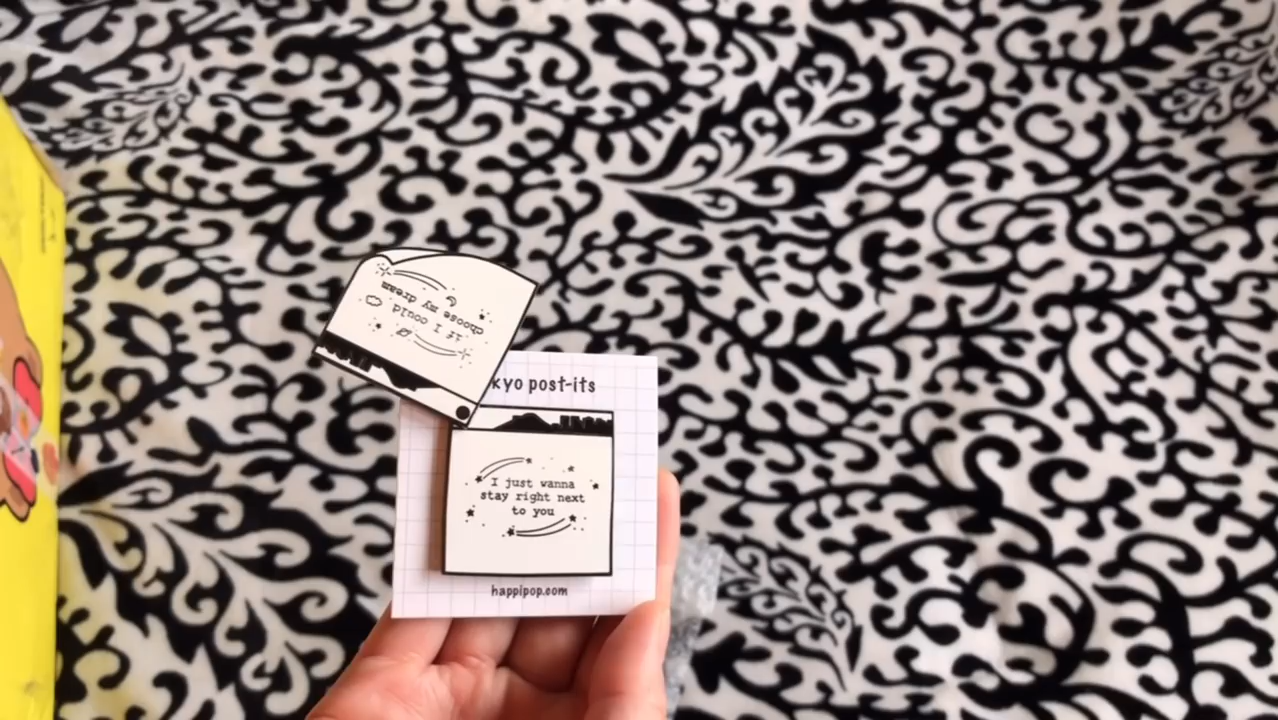 if I could
choose my dream
kyo post-its
I just wanna
stay right next
to you
happipop.com